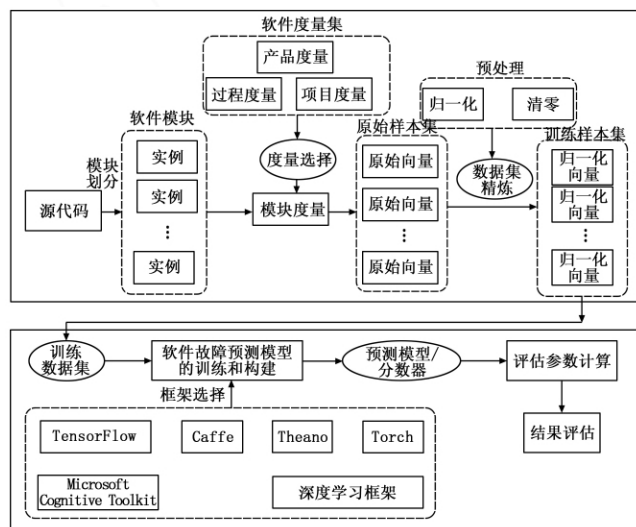 软件度量集
产品度量
过程度量
项目度量
预处理
归一化
清零
软件模块
实例
实例
⋮
实例
模块
划分
源代码
度量选择
模块度量
原始样本集
原始向量
原始向量
⋮
原始向量
数据集
精炼
训练样本集
归一化
向量
归一化
向量
⋮
归一化
向量
训练
数据集
软件故障预测模型
的训练和构建
预测模型/
分数器
评估参数计算
结果评估
框架选择
TensorFlow
Caffe
Theano
Torch
Microsoft
Cognitive Toolkit
深度学习框架